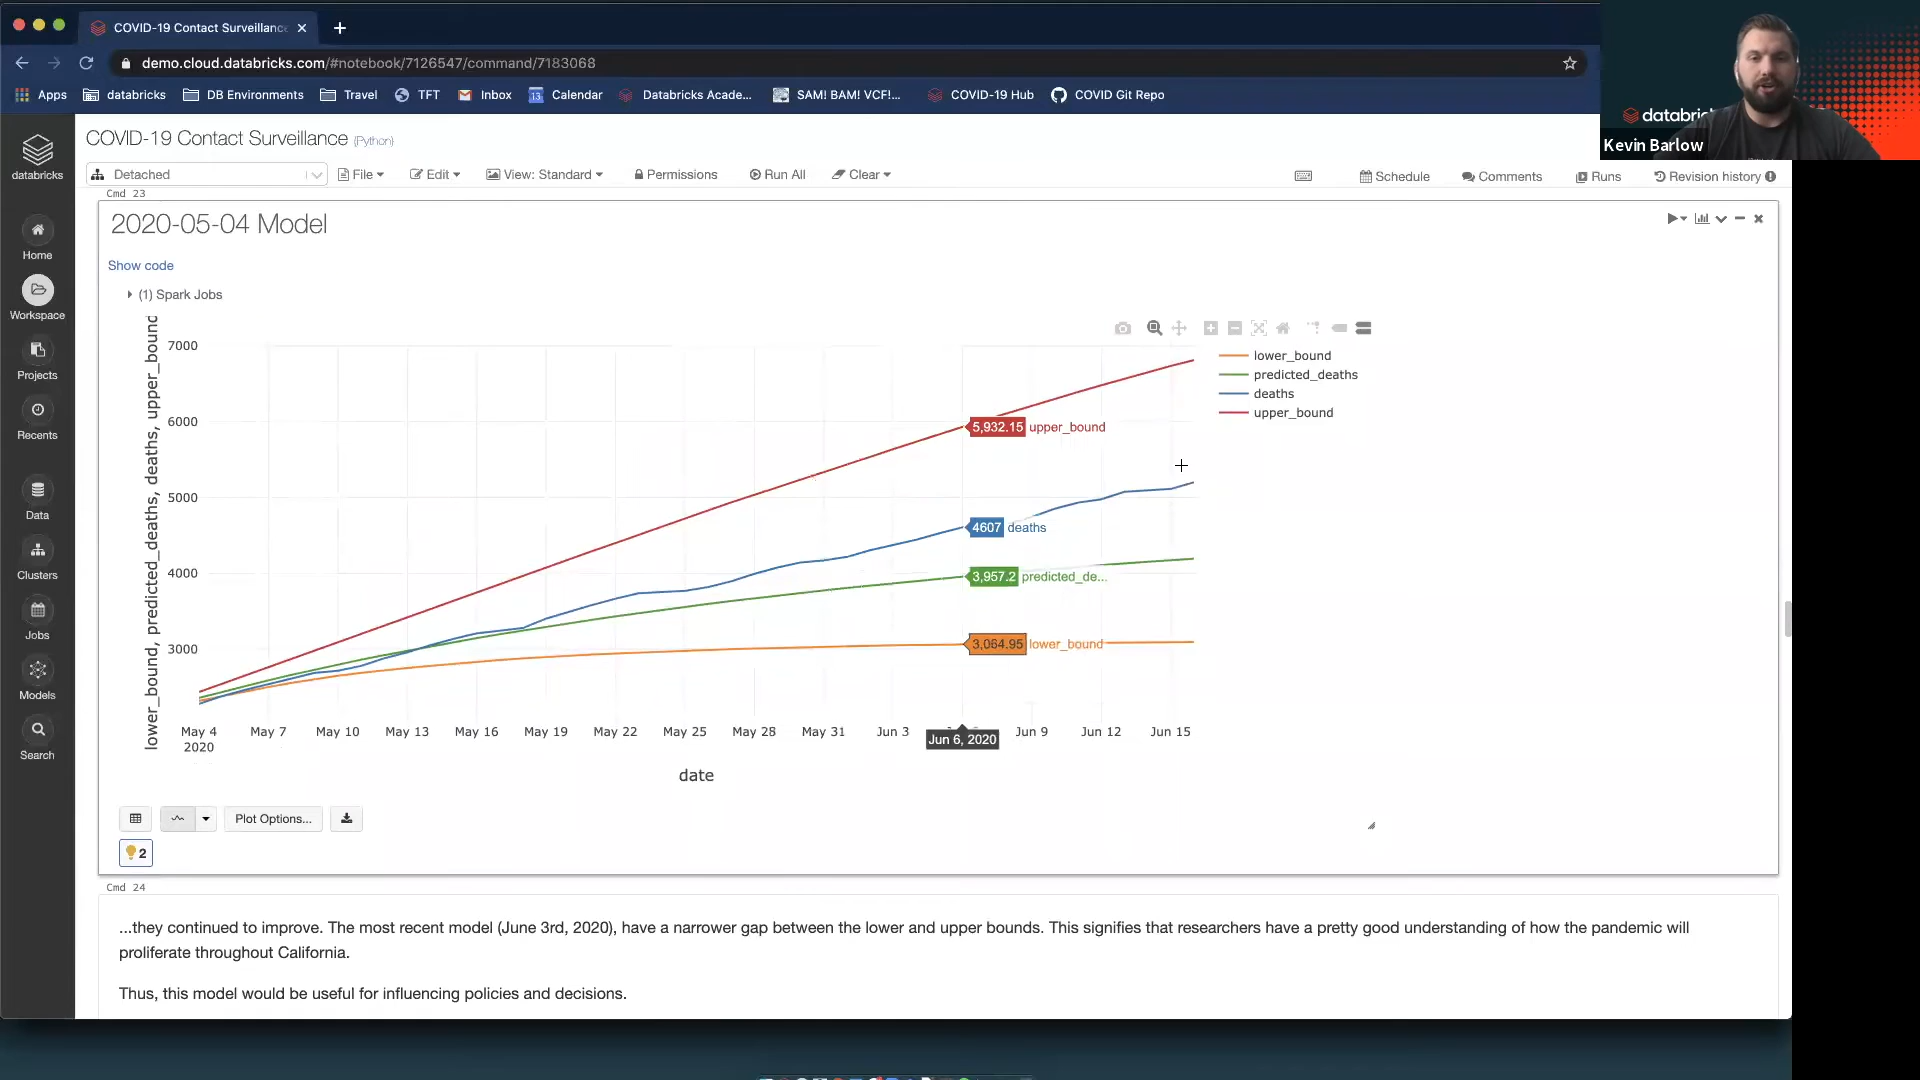 COVID-19 Contact Surveillance
demo.cloud.databricks.com/#notebook/7126547/command/7183068
Apps databricks DB Environments Travel TFT Inbox Calendar Databricks Acade... SAM! BAM! VCF!... COVID-19 Hub COVID Git Repo
Kevin Barlow
databricks
COVID-19 Contact Surveillance (Python)
Detached File Edit View: Standard Permissions Run All Clear Schedule Comments Runs Revision history
Home
Workspace
Projects
Recents
Data
Clusters
Jobs
Models
Search
Cmd 23
2020-05-04 Model
Show code
(1) Spark Jobs
lower_bound, predicted_deaths, deaths, upper_bound
7000
6000
5000
4000
3000
lower_bound
predicted_deaths
deaths
upper_bound
5,932.15 upper_bound
4607 deaths
3,957.2 predicted_de...
3,064.95 lower_bound
May 4 May 7 May 10 May 13 May 16 May 19 May 22 May 25 May 28 May 31 Jun 3 Jun 9 Jun 12 Jun 15
2020
Jun 6, 2020
date
Plot Options...
2
Cmd 24
...they continued to improve. The most recent model (June 3rd, 2020), have a narrower gap between the lower and upper bounds. This signifies that researchers have a pretty good understanding of how the pandemic will
proliferate throughout California.
Thus, this model would be useful for influencing policies and decisions.